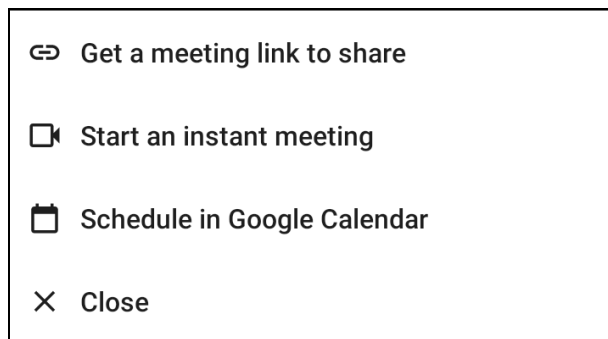 Get a meeting link to share
Start an instant meeting
Schedule in Google Calendar
Close